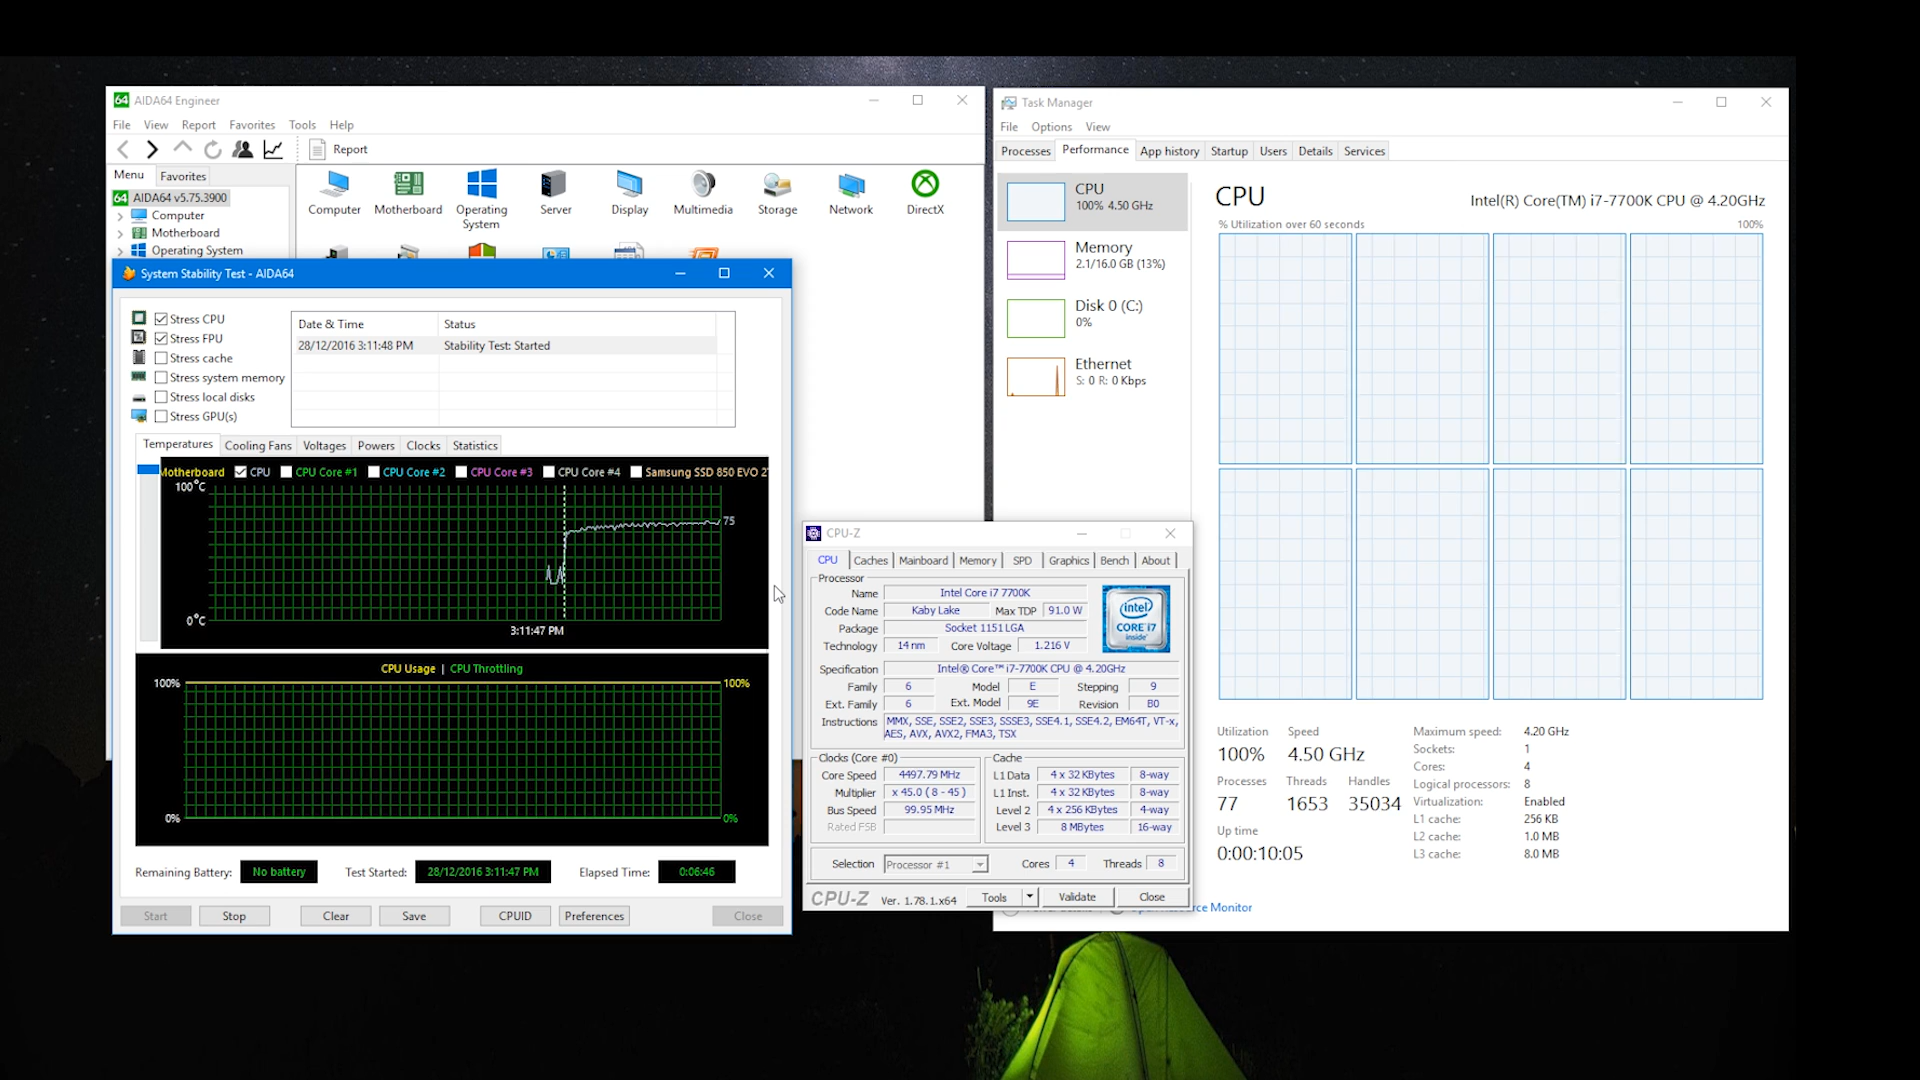 AIDA64 Engineer
File View Report Favorites Tools Help
Report
Menu Favorites
AIDA64 v5.75.3900
Computer
Motherboard
Operating System
Computer Motherboard Operating System Server Display Multimedia Storage Network DirectX
System Stability Test - AIDA64
Stress CPU
Stress FPU
Stress cache
Stress system memory
Stress local disks
Stress GPU(s)
Date & Time Status
28/12/2016 3:11:48 PM Stability Test: Started
Temperatures Cooling Fans Voltages Powers Clocks Statistics
Motherboard CPU CPU Core #1 CPU Core #2 CPU Core #3 CPU Core #4 Samsung SSD 850 EVO
100°C
75
0°C
3:11:47 PM
CPU Usage | CPU Throttling
100% 100%
0% 0%
Remaining Battery: No battery Test Started: 28/12/2016 3:11:47 PM Elapsed Time: 0:06:46
Start Stop Clear Save CPUID Preferences Close
CPU-Z
CPU Caches Mainboard Memory SPD Graphics Bench About
Processor
Name Intel Core i7 7700K
Code Name Kaby Lake Max TDP 91.0 W
Package Socket 1151 LGA
Technology 14 nm Core Voltage 1.216 V
intel
CORE i7
inside
Specification Intel® Core™ i7-7700K CPU @ 4.20GHz
Family 6 Model E Stepping 9
Ext. Family 6 Ext. Model 9E Revision B0
Instructions MMX, SSE, SSE2, SSE3, SSSE3, SSE4.1, SSE4.2, EM64T, VT-x,
AES, AVX, AVX2, FMA3, TSX
Clocks (Core #0) Cache
Core Speed 4497.79 MHz L1 Data 4 x 32 KBytes 8-way
Multiplier x 45.0 ( 8 - 45 ) L1 Inst. 4 x 32 KBytes 8-way
Bus Speed 99.95 MHz Level 2 4 x 256 KBytes 4-way
Rated FSB Level 3 8 MBytes 16-way
Selection Processor #1 Cores 4 Threads 8
CPU-Z Ver. 1.78.1.x64 Tools Validate Close
Task Manager
File Options View
Processes Performance App history Startup Users Details Services
CPU
100% 4.50 GHz
Memory
2.1/16.0 GB (13%)
Disk 0 (C:)
0%
Ethernet
S: 0 R: 0 Kbps
CPU Intel(R) Core(TM) i7-7700K CPU @ 4.20GHz
% Utilization over 60 seconds 100%
Utilization Speed
100% 4.50 GHz
Processes Threads Handles
77 1653 35034
Up time
0:00:10:05
Maximum speed: 4.20 GHz
Sockets: 1
Cores: 4
Logical processors: 8
Virtualization: Enabled
L1 cache: 256 KB
L2 cache: 1.0 MB
L3 cache: 8.0 MB
Monitor